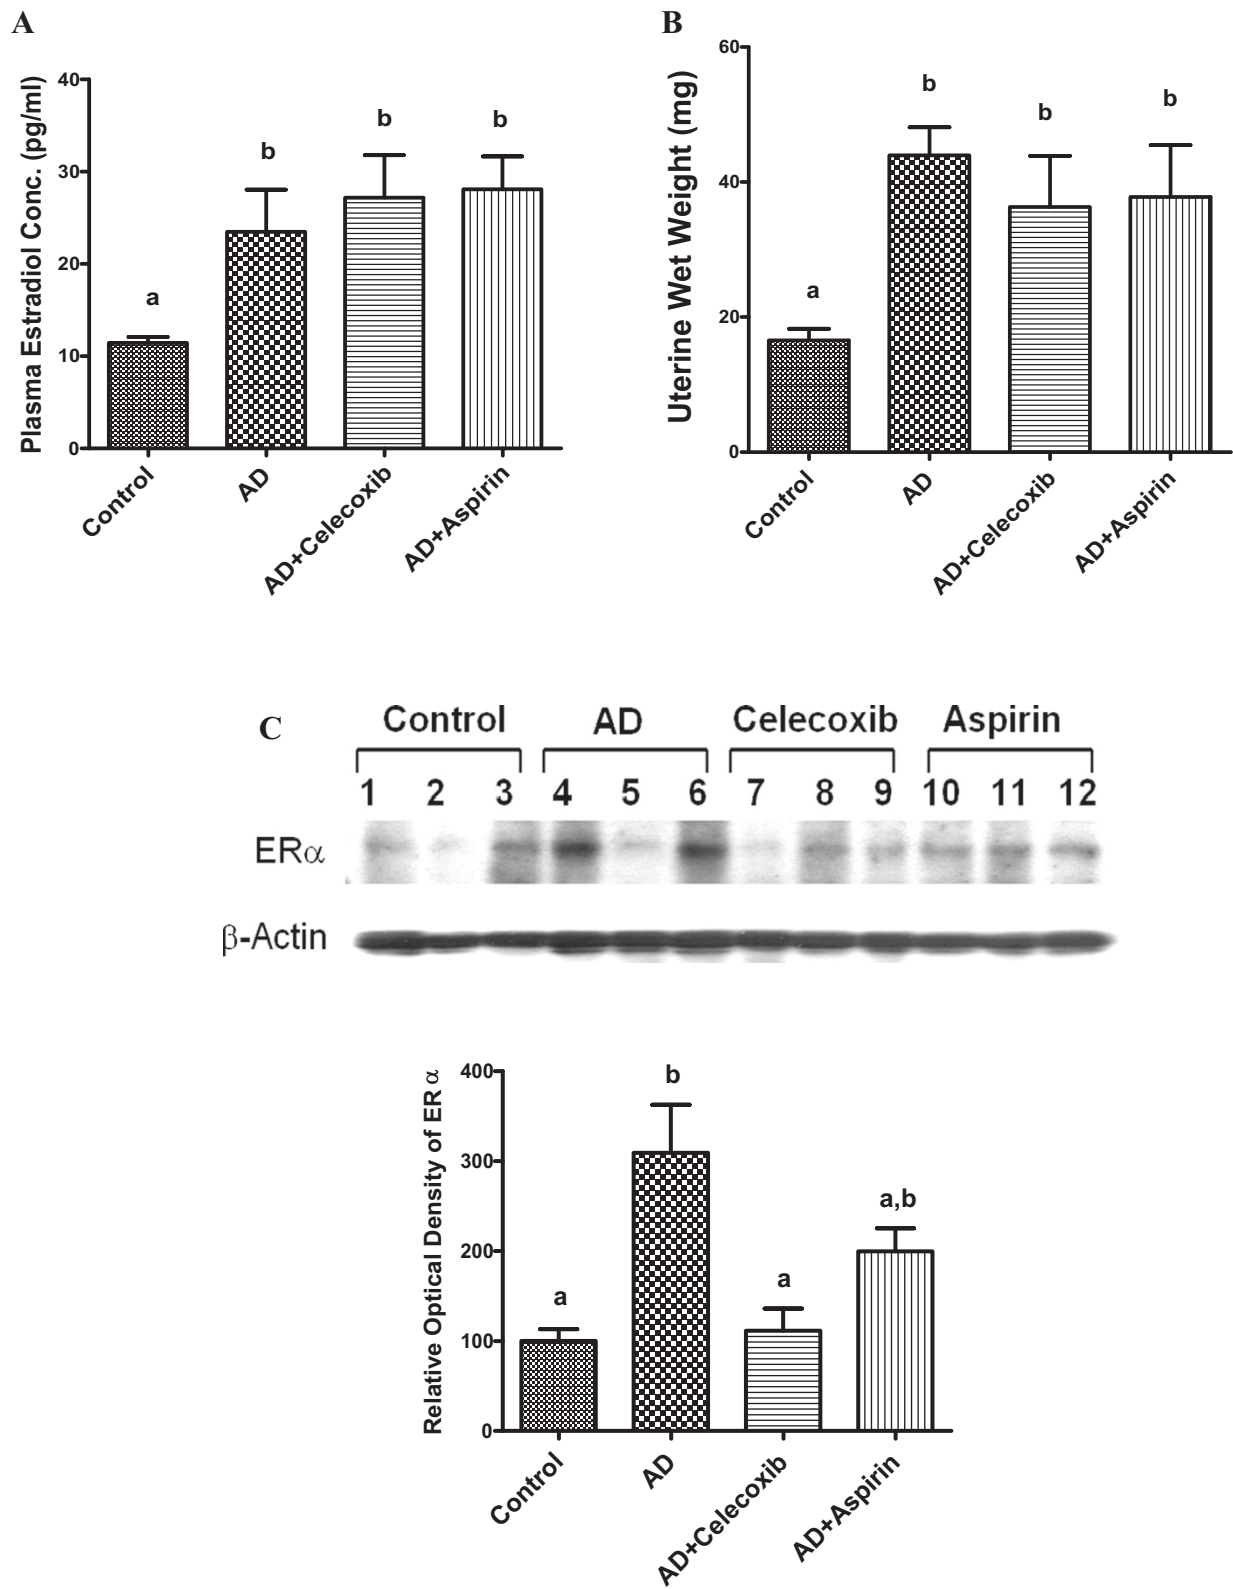 A
Plasma Estradiol Conc. (pg/ml)
40
30
20
10
0
a
b
b
b
Control
AD
AD+Celecoxib
AD+Aspirin
B
Uterine Wet Weight (mg)
60
40
20
0
a
b
b
b
Control
AD
AD+Celecoxib
AD+Aspirin
C
Control AD Celecoxib Aspirin
1 2 3 4 5 6 7 8 9 10 11 12
ERα
β-Actin
Relative Optical Density of ER α
400
300
200
100
0
a
b
a
a,b
Control
AD
AD+Celecoxib
AD+Aspirin